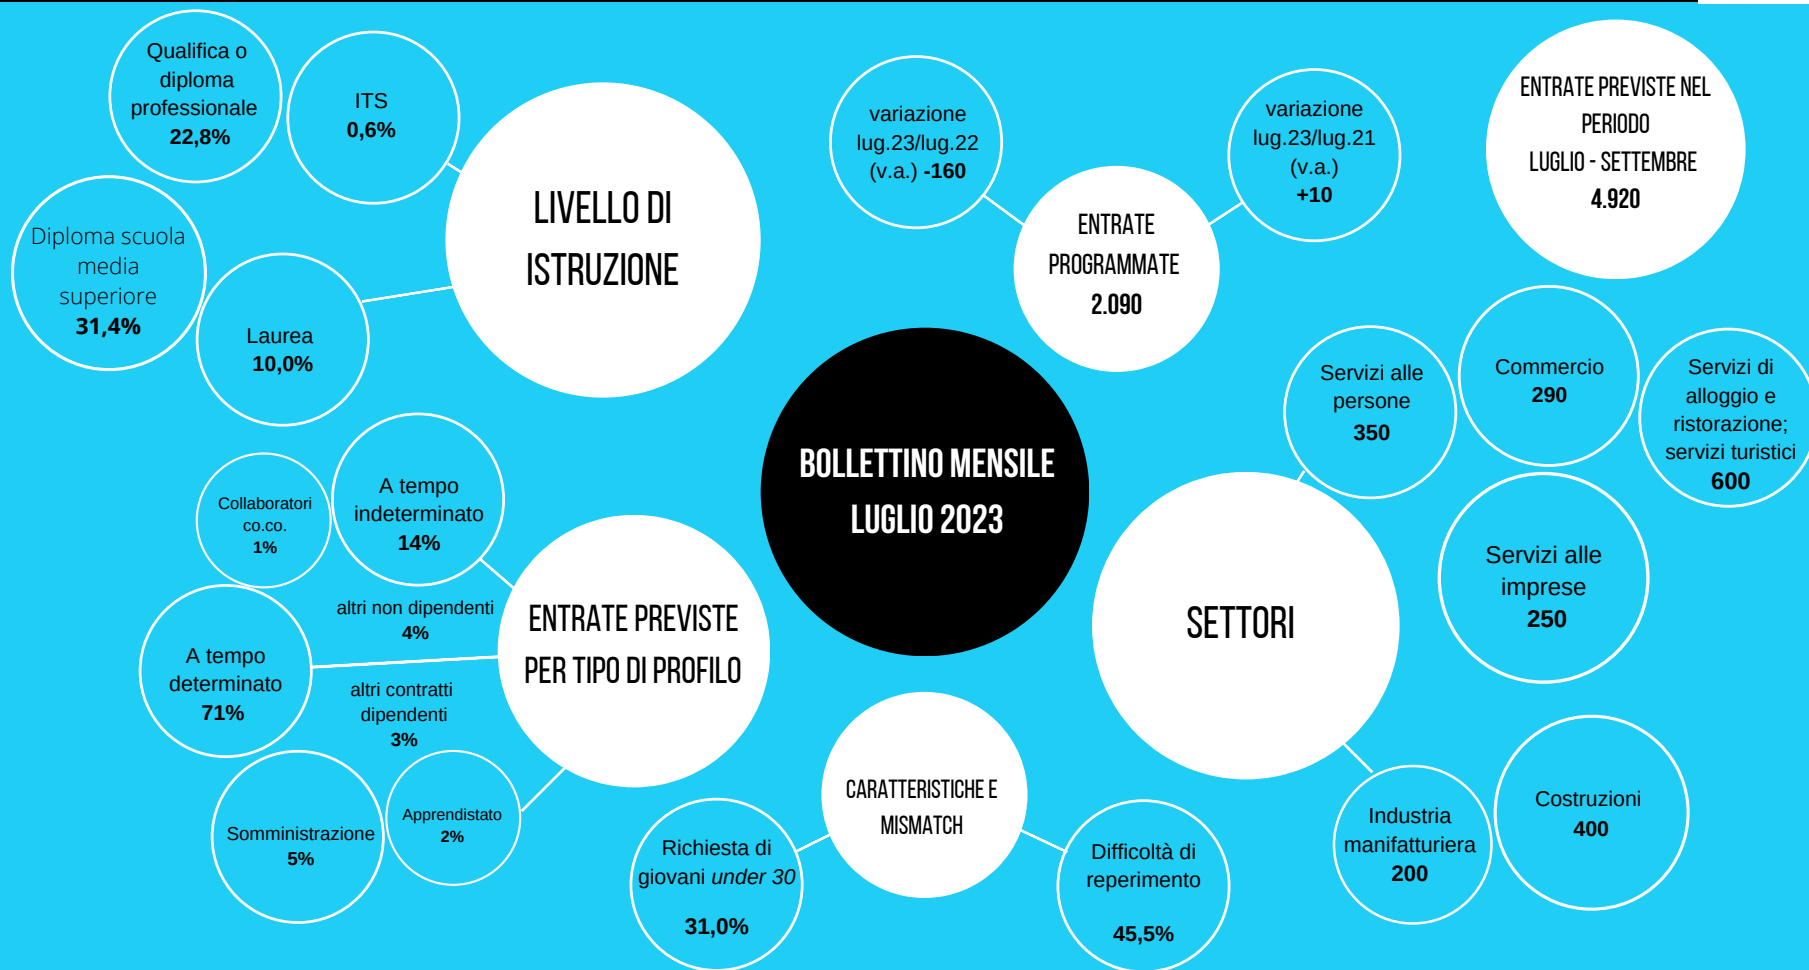 Qualifica o
diploma
professionale
22,8%
ITS
0,6%
Diploma scuola
media
superiore
31,4%
Laurea
10,0%
LIVELLO DI
ISTRUZIONE
variazione
lug.23/lug.22
(v.a.) -160
variazione
lug.23/lug.21
(v.a.)
+10
ENTRATE
PROGRAMMATE
2.090
ENTRATE PREVISTE NEL
PERIODO
LUGLIO - SETTEMBRE
4.920
BOLLETTINO MENSILE
LUGLIO 2023
Servizi alle
persone
350
Commercio
290
Servizi di
alloggio e
ristorazione;
servizi turistici
600
Servizi alle
imprese
250
SETTORI
Industria
manifatturiera
200
Costruzioni
400
Collaboratori
co.co.
1%
A tempo
indeterminato
14%
altri non dipendenti
4%
A tempo
determinato
71%
altri contratti
dipendenti
3%
Somministrazione
5%
Apprendistato
2%
ENTRATE PREVISTE
PER TIPO DI PROFILO
CARATTERISTICHE E
MISMATCH
Richiesta di
giovani under 30
31,0%
Difficoltà di
reperimento
45,5%